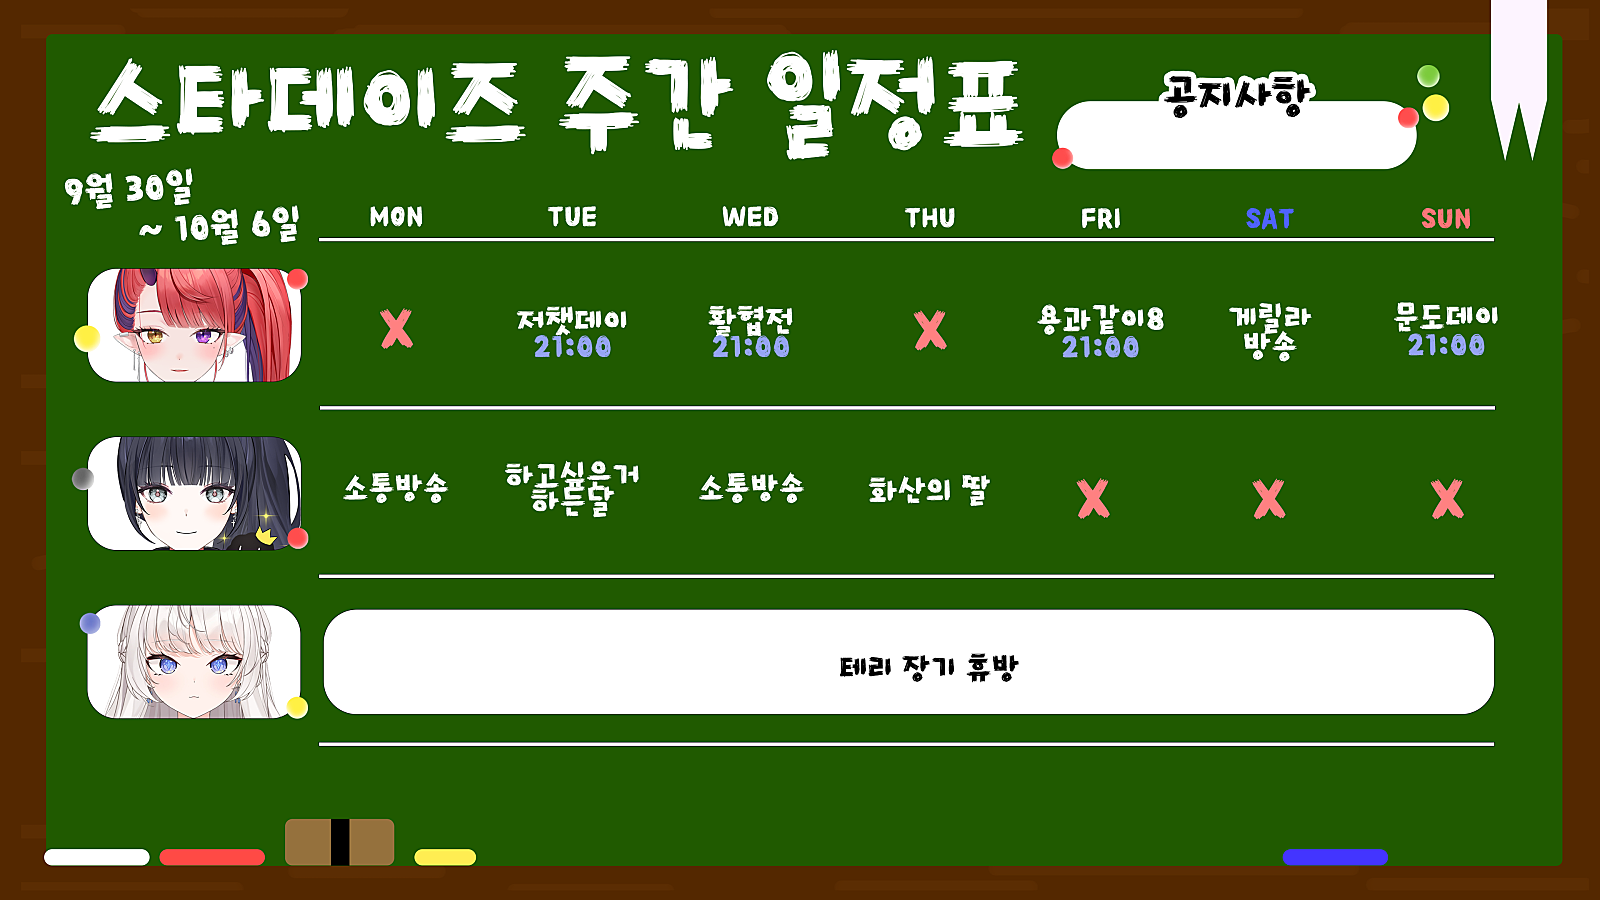 스타데이즈 주간 일정표
공지사항
9월 30일
~ 10월 6일
MON TUE WED THU FRI SAT SUN
X
저챗데이
21:00
활협전
21:00
X
용과같이8
21:00
게릴라
방송
문도데이
21:00
소통방송
하고싶은거
하는달
소통방송
화산의 딸
X
X
X
테리 장기 휴방